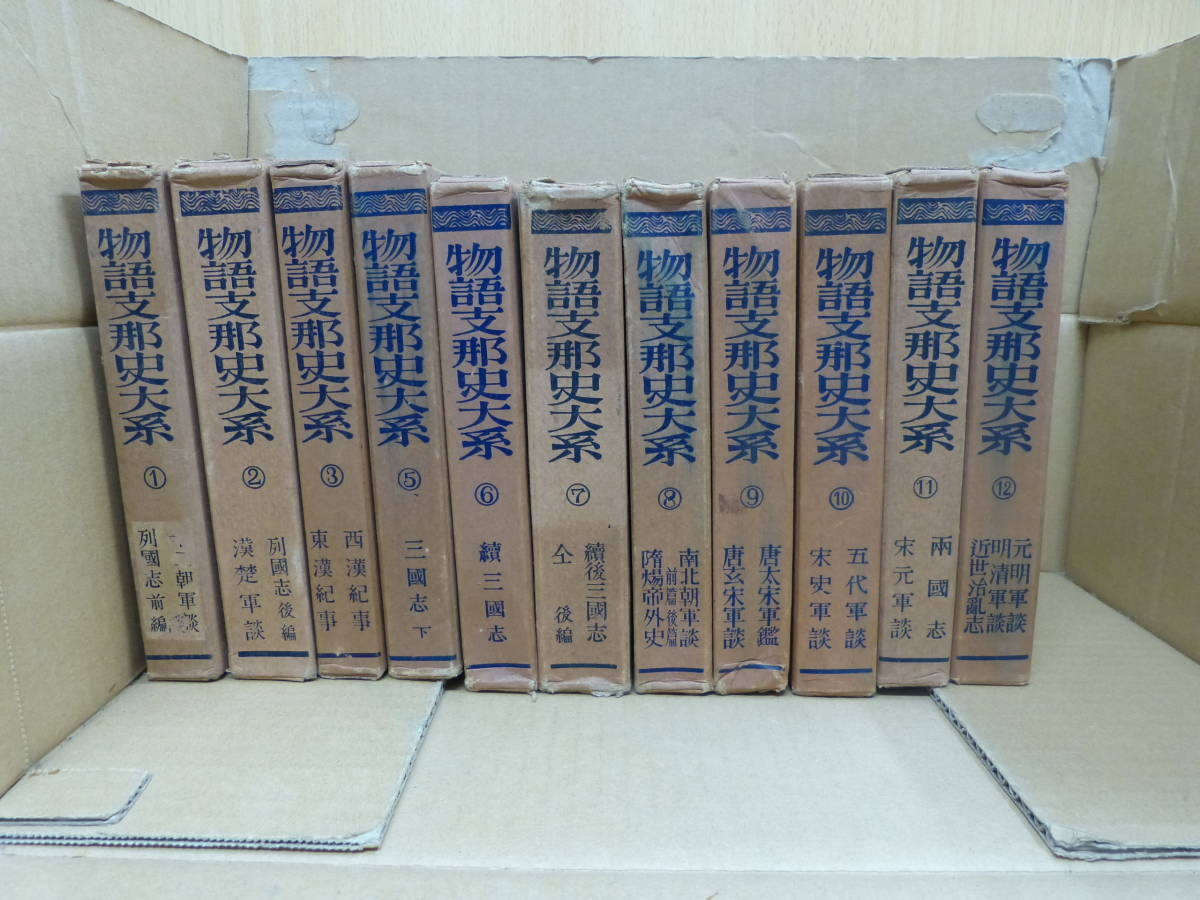 物語支那史大系
①
朝軍談
列國志前編
物語支那史大系
②
列國志後編
漢楚軍談
物語支那史大系
③
西漢紀事
東漢紀事
物語支那史大系
⑤
三國志 下
物語支那史大系
⑥
續三國志
物語支那史大系
⑦
續後三國志
仝 後編
物語支那史大系
⑧
南北朝軍談
前篇後篇
隋煬帝外史
物語支那史大系
⑨
唐太宗軍鑑
唐玄宗軍談
物語支那史大系
⑩
五代軍談
宋史軍談
物語支那史大系
⑪
兩國志
宋元軍談
物語支那史大系
⑫
元明軍談
明清軍談
近世治亂志